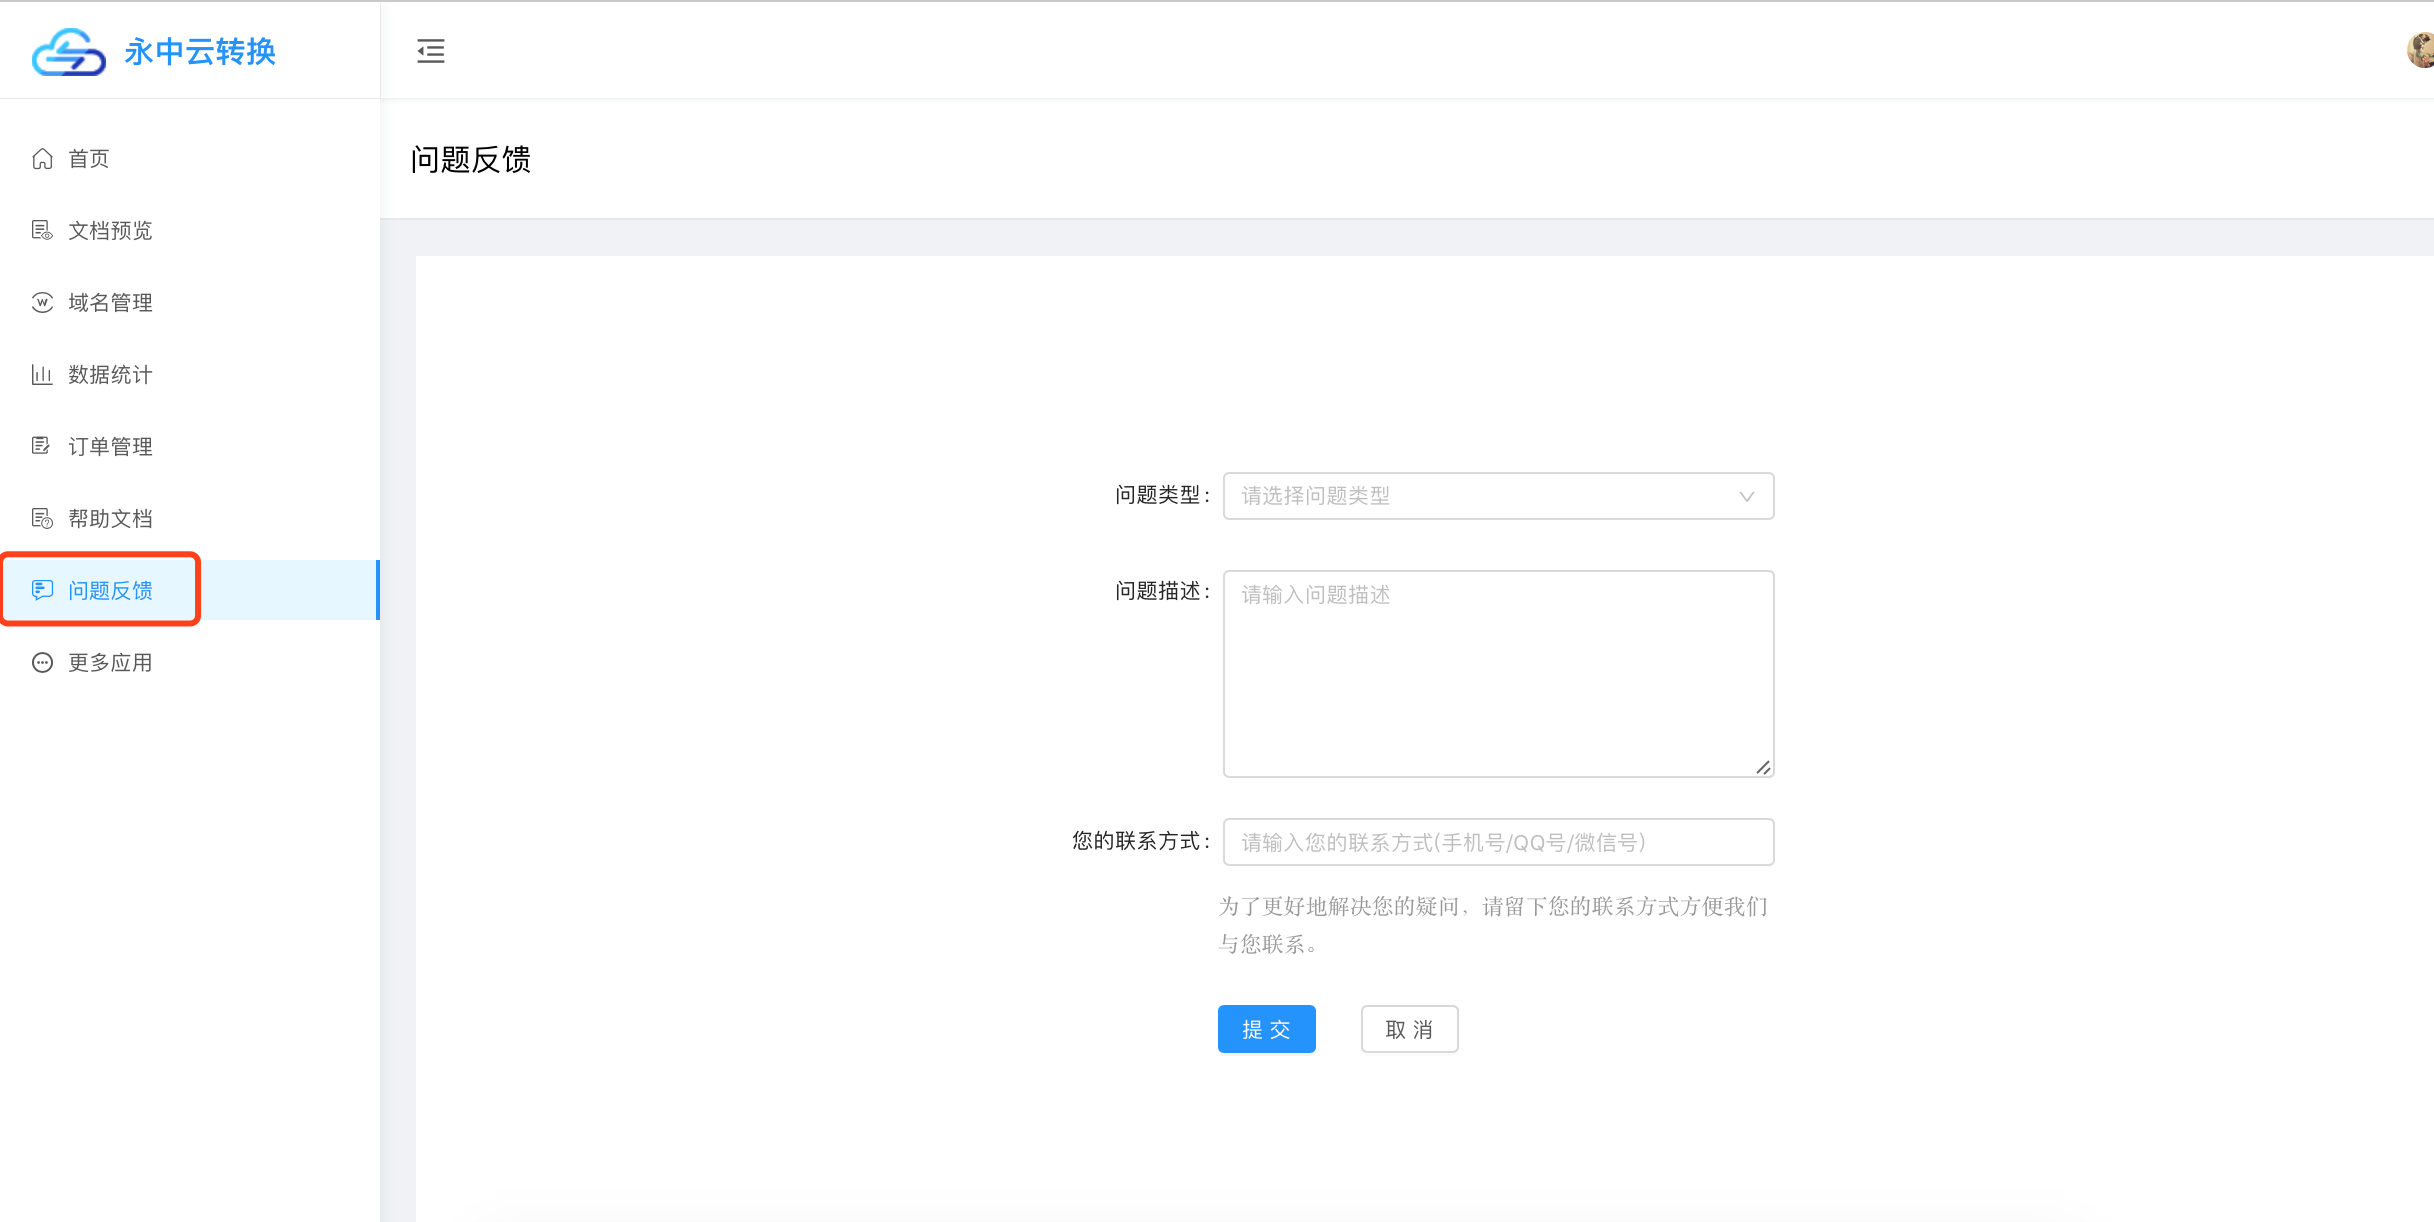 永中云转换
首页
文档预览
域名管理
数据统计
订单管理
帮助文档
问题反馈
更多应用
问题反馈
问题类型：
请选择问题类型
问题描述：
请输入问题描述
您的联系方式：
请输入您的联系方式(手机号/QQ号/微信号)
为了更好地解决您的疑问，请留下您的联系方式方便我们
与您联系。
提 交
取 消